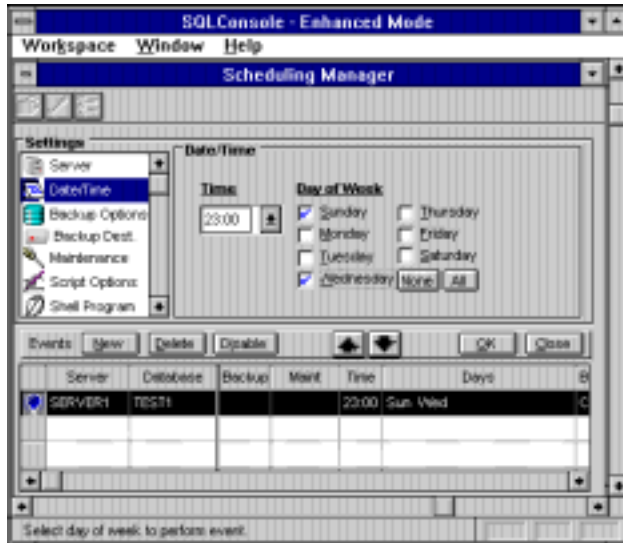 SQLConsole - Enhanced Mode
Workspace Window Help
Scheduling Manager
Settings
Server
Date/Time
Backup Options
Backup Dest.
Maintenance
Script Options
Shell Program
Date/Time
Time
23:00
Day of Week
Sunday
Monday
Tuesday
Wednesday
Thursday
Friday
Saturday
None All
Events New Delete Disable OK Close
Server Database Backup Maint Time Days B
SERVER1 TEST1 23:00 Sun Wed C
Select day of week to perform event.